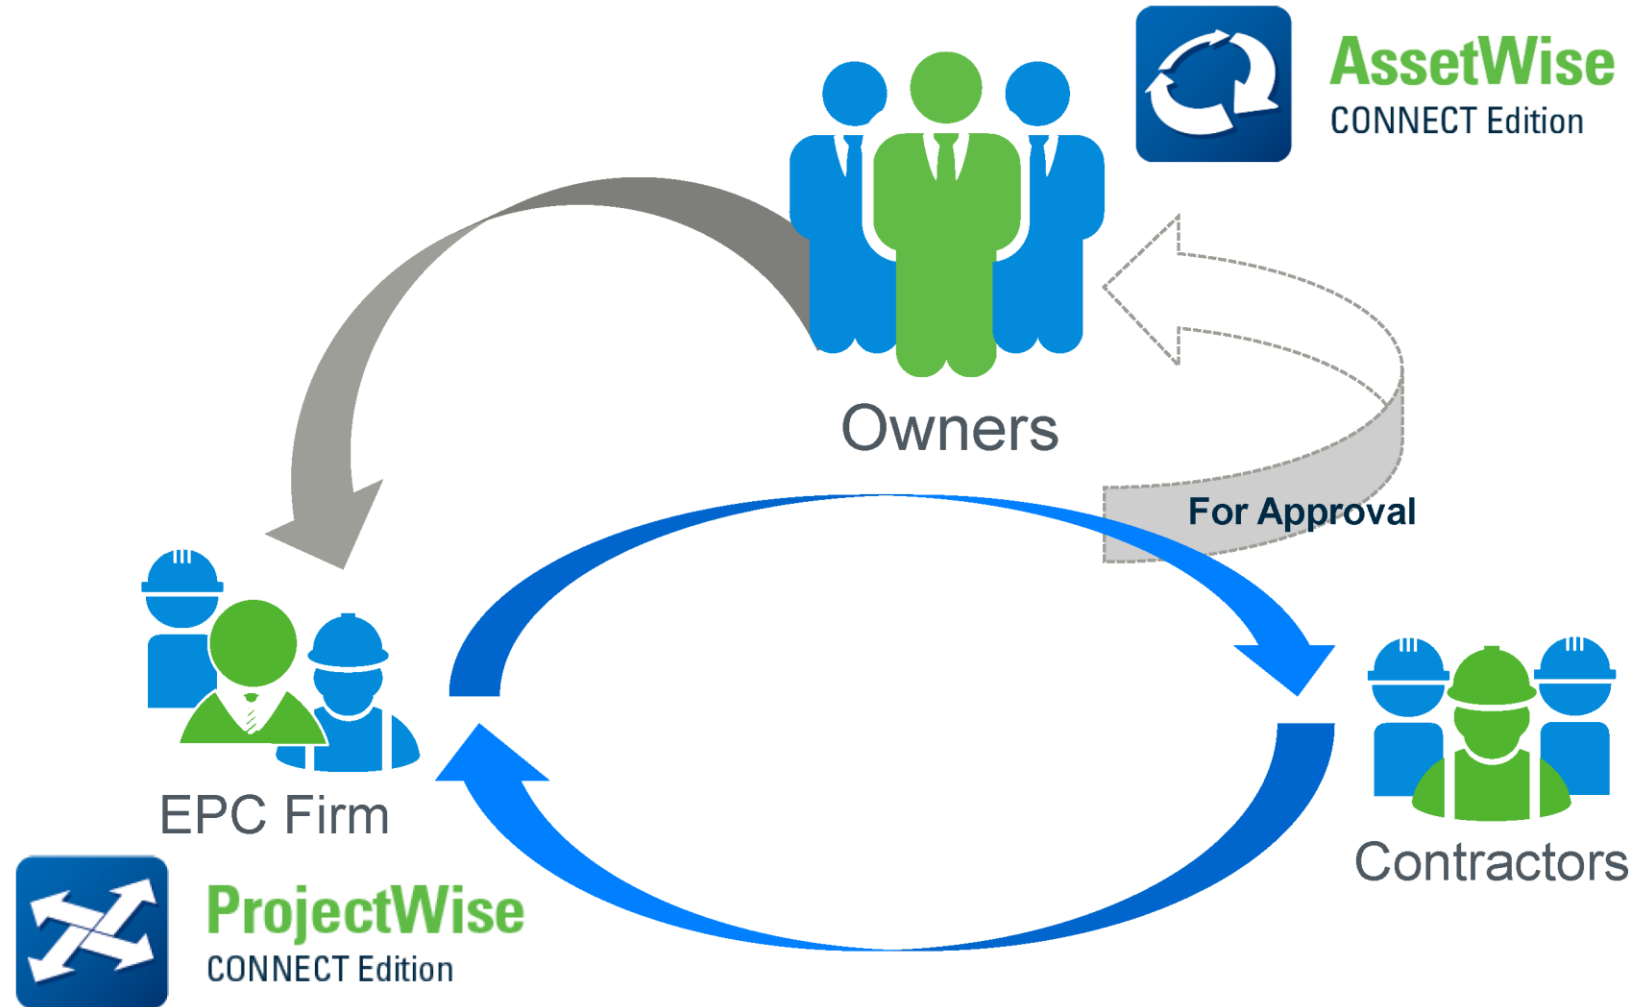 AssetWise
CONNECT Edition
Owners
For Approval
EPC Firm
Contractors
ProjectWise
CONNECT Edition